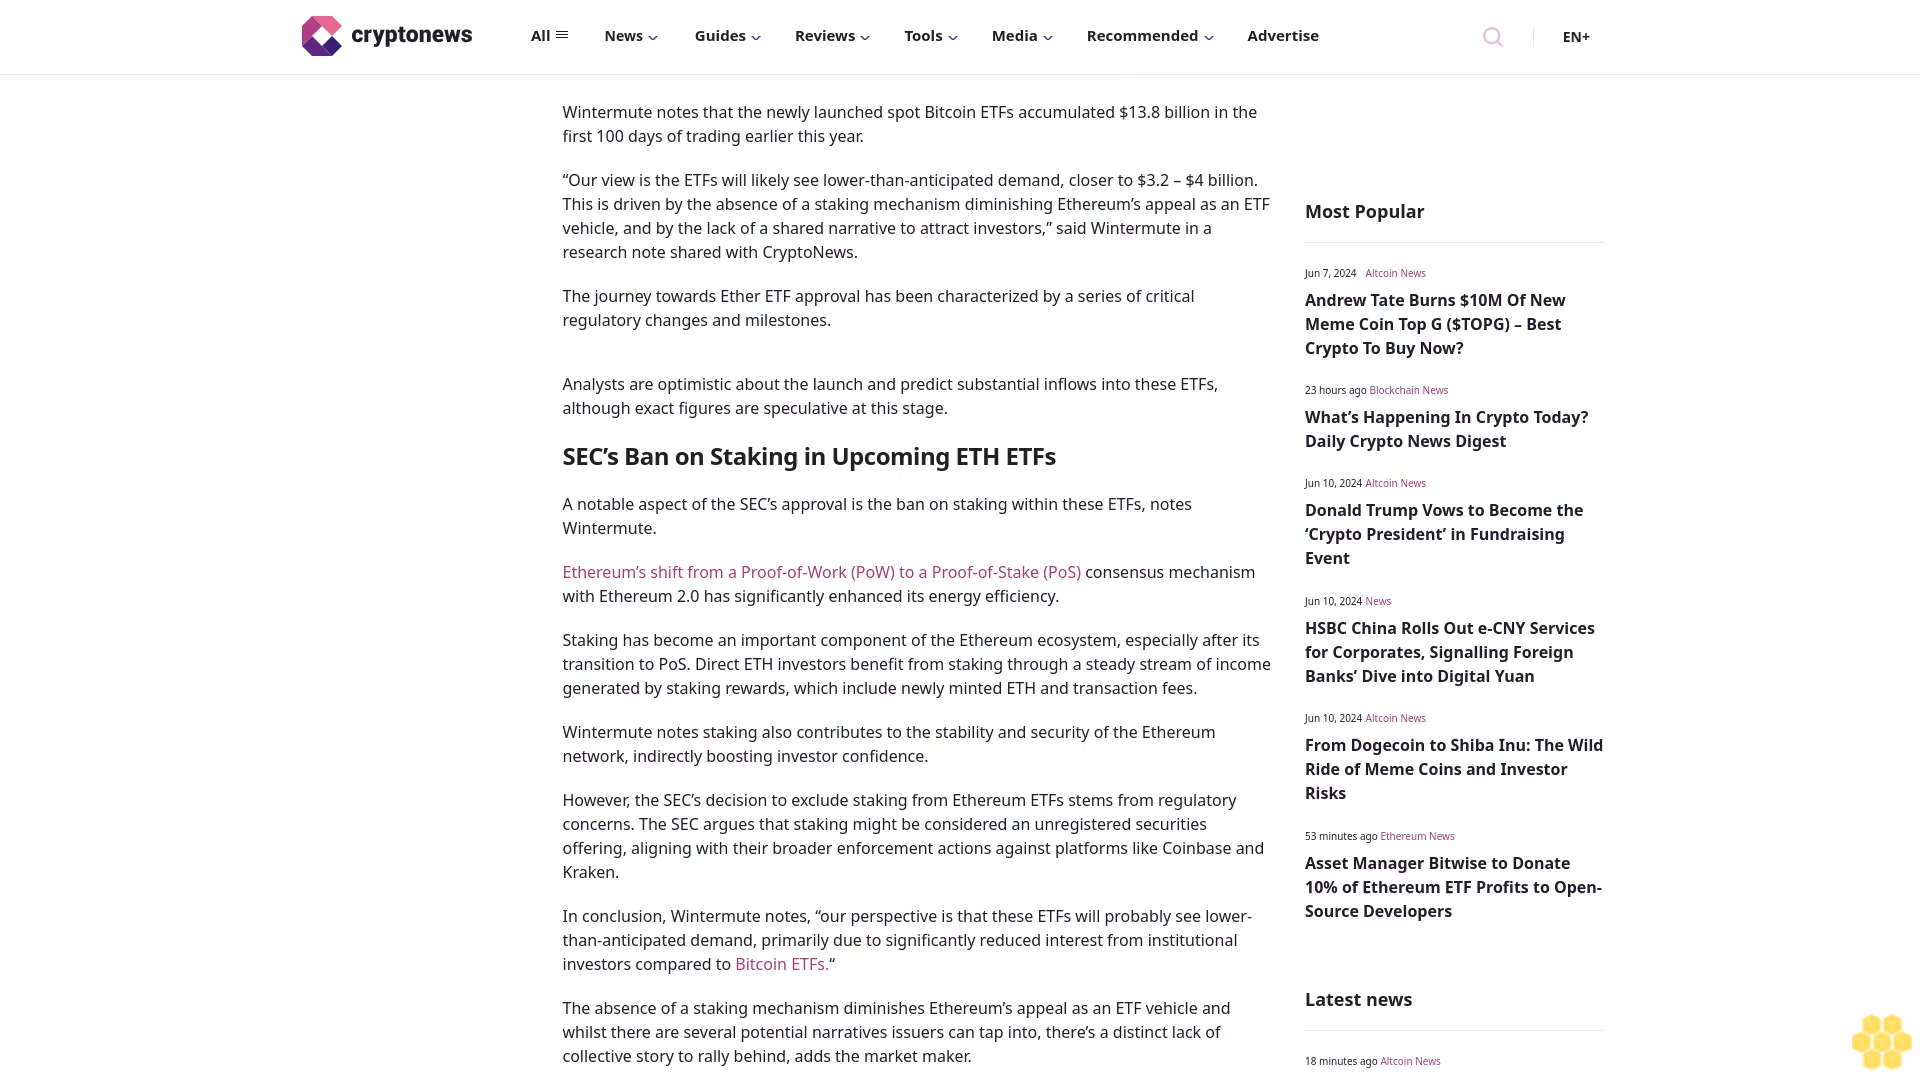 cryptonews
All
News
Guides
Reviews
Tools
Media
Recommended
Advertise
EN+
Wintermute notes that the newly launched spot Bitcoin ETFs accumulated $13.8 billion in the
first 100 days of trading earlier this year.
“Our view is the ETFs will likely see lower-than-anticipated demand, closer to $3.2 – $4 billion.
This is driven by the absence of a staking mechanism diminishing Ethereum’s appeal as an ETF
vehicle, and by the lack of a shared narrative to attract investors,” said Wintermute in a
research note shared with CryptoNews.
The journey towards Ether ETF approval has been characterized by a series of critical
regulatory changes and milestones.
Analysts are optimistic about the launch and predict substantial inflows into these ETFs,
although exact figures are speculative at this stage.
SEC’s Ban on Staking in Upcoming ETH ETFs
A notable aspect of the SEC’s approval is the ban on staking within these ETFs, notes
Wintermute.
Ethereum’s shift from a Proof-of-Work (PoW) to a Proof-of-Stake (PoS) consensus mechanism
with Ethereum 2.0 has significantly enhanced its energy efficiency.
Staking has become an important component of the Ethereum ecosystem, especially after its
transition to PoS. Direct ETH investors benefit from staking through a steady stream of income
generated by staking rewards, which include newly minted ETH and transaction fees.
Wintermute notes staking also contributes to the stability and security of the Ethereum
network, indirectly boosting investor confidence.
However, the SEC’s decision to exclude staking from Ethereum ETFs stems from regulatory
concerns. The SEC argues that staking might be considered an unregistered securities
offering, aligning with their broader enforcement actions against platforms like Coinbase and
Kraken.
In conclusion, Wintermute notes, “our perspective is that these ETFs will probably see lower-
than-anticipated demand, primarily due to significantly reduced interest from institutional
investors compared to Bitcoin ETFs.“
The absence of a staking mechanism diminishes Ethereum’s appeal as an ETF vehicle and
whilst there are several potential narratives issuers can tap into, there’s a distinct lack of
collective story to rally behind, adds the market maker.
Most Popular
Jun 7, 2024 Altcoin News
Andrew Tate Burns $10M Of New
Meme Coin Top G ($TOPG) – Best
Crypto To Buy Now?
23 hours ago Blockchain News
What’s Happening In Crypto Today?
Daily Crypto News Digest
Jun 10, 2024 Altcoin News
Donald Trump Vows to Become the
‘Crypto President’ in Fundraising
Event
Jun 10, 2024 News
HSBC China Rolls Out e-CNY Services
for Corporates, Signalling Foreign
Banks’ Dive into Digital Yuan
Jun 10, 2024 Altcoin News
From Dogecoin to Shiba Inu: The Wild
Ride of Meme Coins and Investor
Risks
53 minutes ago Ethereum News
Asset Manager Bitwise to Donate
10% of Ethereum ETF Profits to Open-
Source Developers
Latest news
18 minutes ago Altcoin News